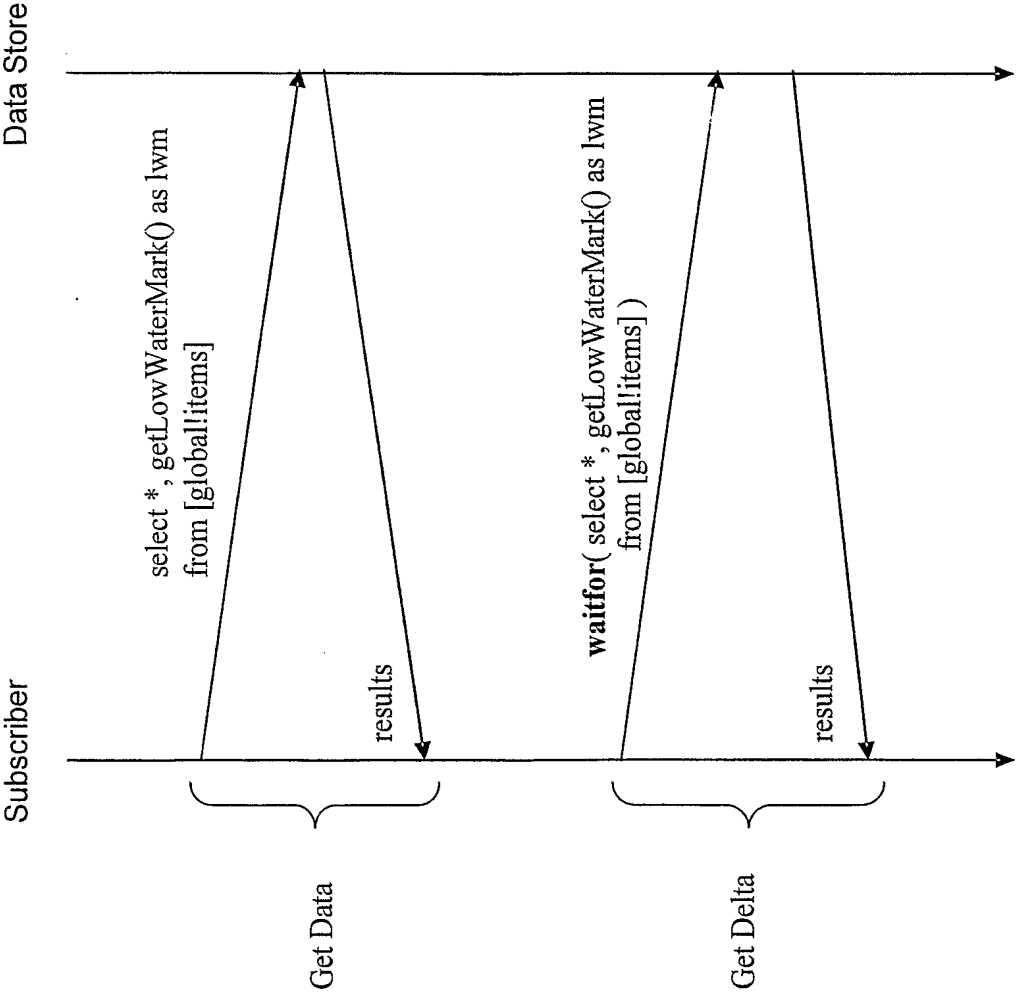 Subscriber
Data Store
select *, getLowWaterMark() as lwm
from [global!items]
results
Get Data
waitfor( select *, getLowWaterMark() as lwm
from [global!items] )
results
Get Delta